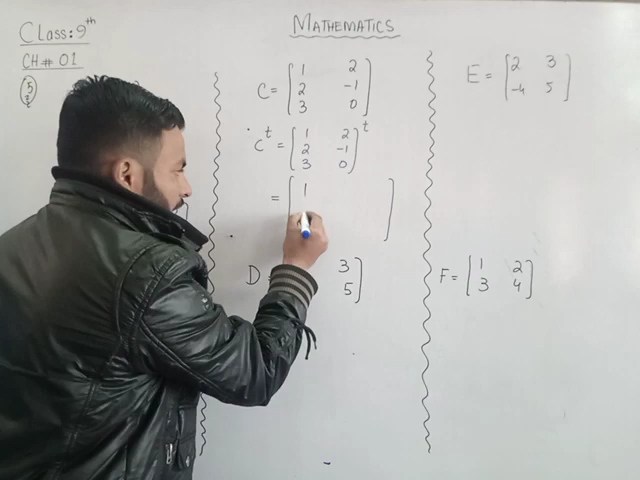 Class: 9th
CH# 01
5
MATHEMATICS
C = [1 2
2 -1
3 0]
Cᵗ = [1 2
2 -1
3 0]ᵗ
= [1 ]
D 3
5]
E = [2 3
-4 5]
F = [1 2
3 4]